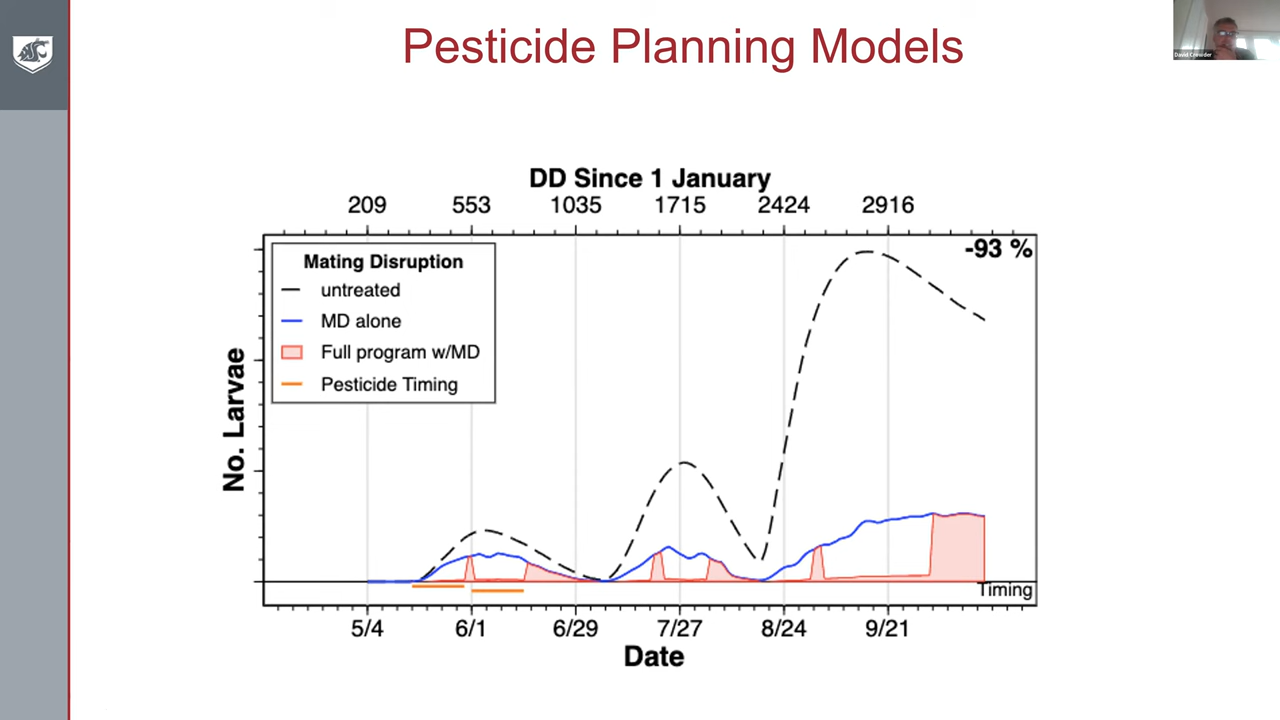 Pesticide Planning Models
DD Since 1 January
209 553 1035 1715 2424 2916
-93 %
Mating Disruption
untreated
MD alone
Full program w/MD
Pesticide Timing
No. Larvae
Timing
5/4 6/1 6/29 7/27 8/24 9/21
Date
David Crowder